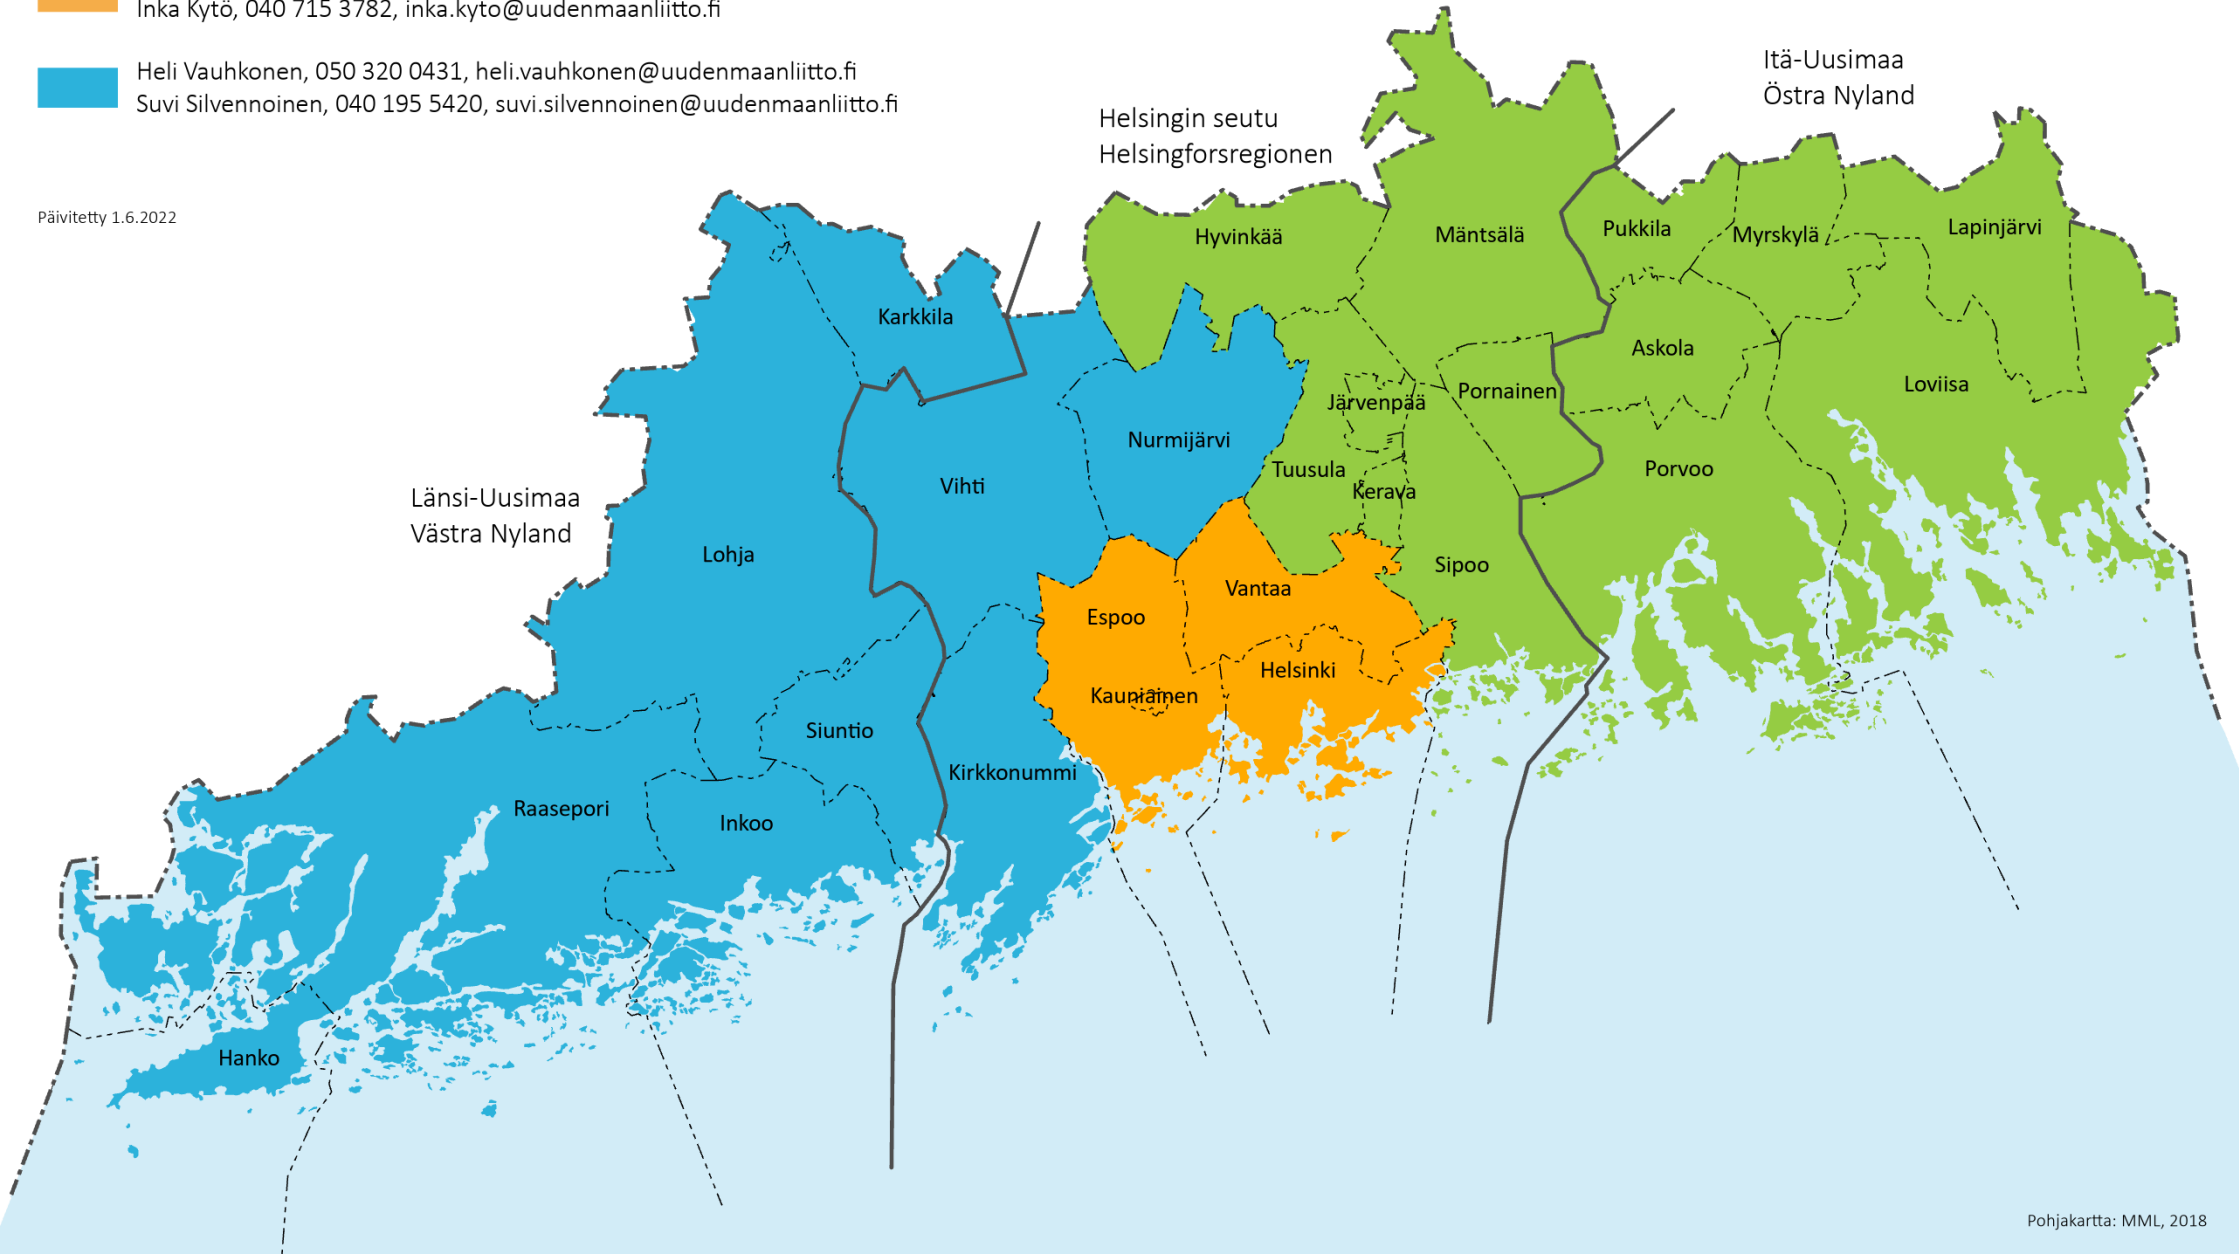 Inka Kytö, 040 715 3782, inka.kyto@uudenmaanliitto.fi
Heli Vauhkonen, 050 320 0431, heli.vauhkonen@uudenmaanliitto.fi
Suvi Silvennoinen, 040 195 5420, suvi.silvennoinen@uudenmaanliitto.fi
Päivitetty 1.6.2022
Helsingin seutu
Helsingforsregionen
Itä-Uusimaa
Östra Nyland
Länsi-Uusimaa
Västra Nyland
Hyvinkää
Mäntsälä
Pukkila
Myrskylä
Lapinjärvi
Karkkila
Askola
Loviisa
Pornainen
Järvenpää
Nurmijärvi
Tuusula
Porvoo
Vihti
Kerava
Lohja
Sipoo
Vantaa
Espoo
Helsinki
Kauniainen
Siuntio
Kirkkonummi
Raasepori
Inkoo
Hanko
Pohjakartta: MML, 2018